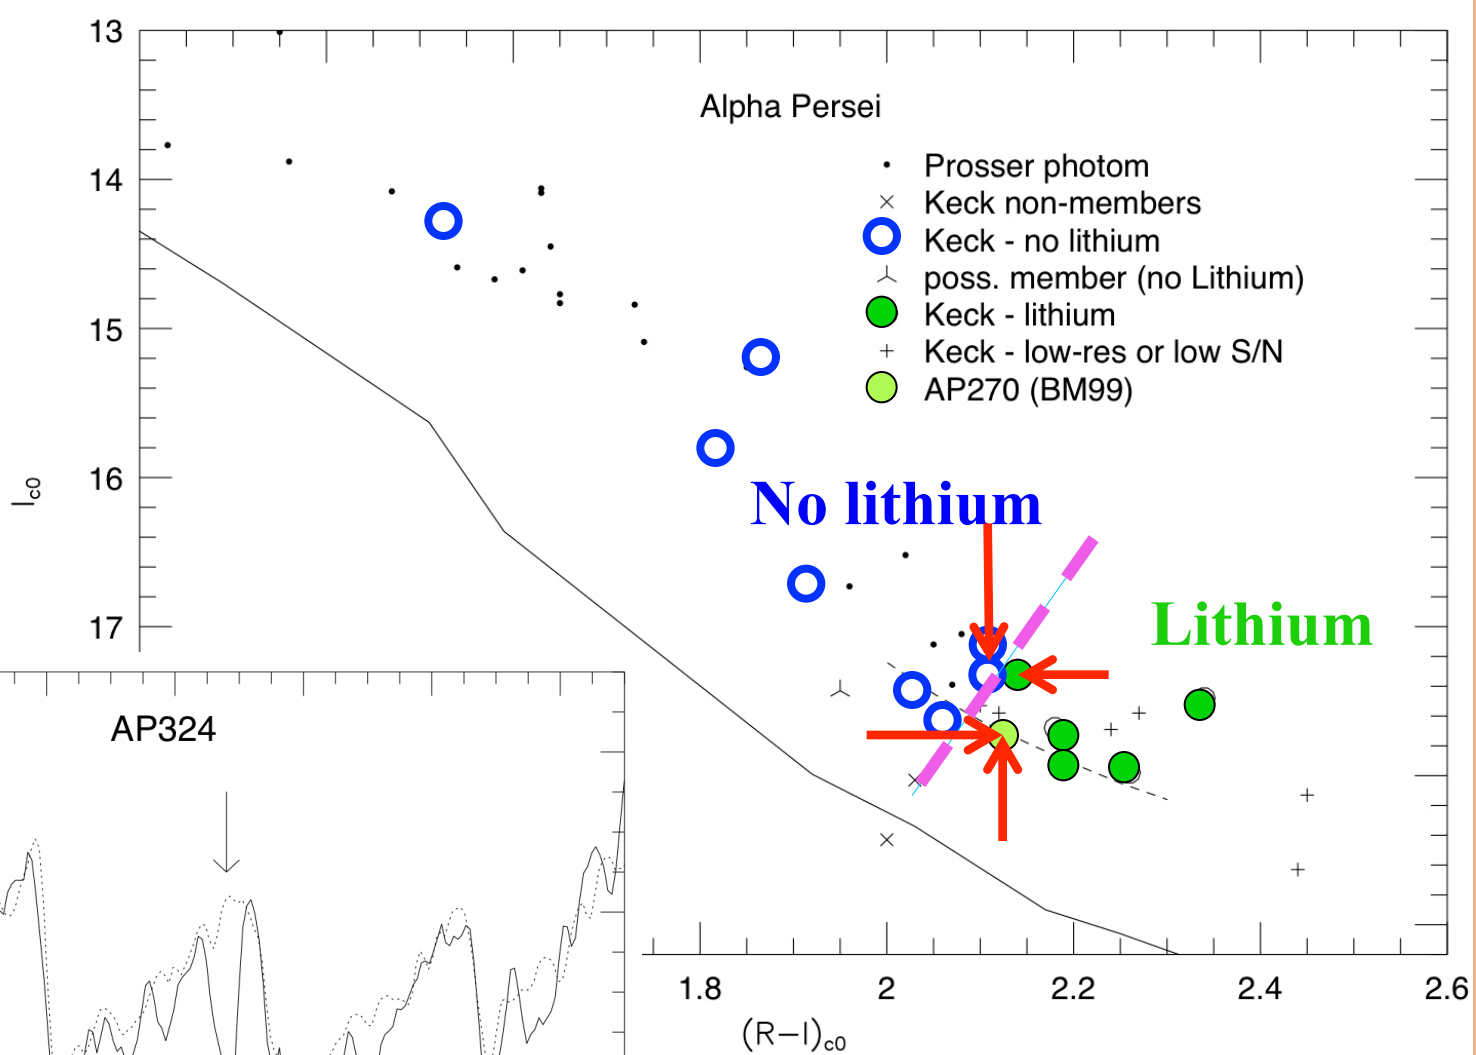 13
Alpha Persei
Prosser photom
14
Keck non-members
Keck - no lithium
poss. member (no Lithium)
Keck - lithium
15
Keck - low-res or low S/N
AP270 (BM99)
16
Ic0
No lithium
17
Lithium
AP324
1.8 2 2.2 2.4 2.6
(R-I)c0